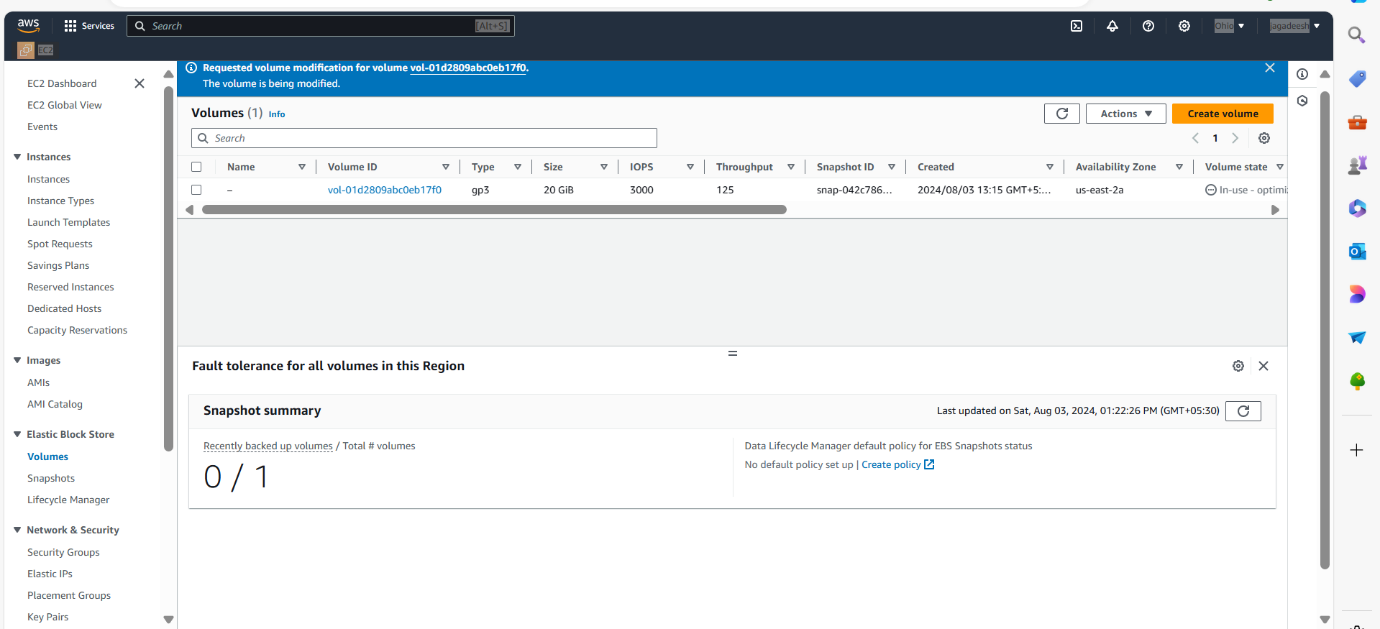 aws
Services
Search
[Alt+S]
Ohio
jagadeesh
EC2
EC2 Dashboard
EC2 Global View
Events
Instances
Instances
Instance Types
Launch Templates
Spot Requests
Savings Plans
Reserved Instances
Dedicated Hosts
Capacity Reservations
Images
AMIs
AMI Catalog
Elastic Block Store
Volumes
Snapshots
Lifecycle Manager
Network & Security
Security Groups
Elastic IPs
Placement Groups
Key Pairs
Requested volume modification for volume vol-01d2809abc0eb17f0.
The volume is being modified.
Volumes (1) Info
Actions
Create volume
Search
1
Name Volume ID Type Size IOPS Throughput Snapshot ID Created Availability Zone Volume state
– vol-01d2809abc0eb17f0 gp3 20 GiB 3000 125 snap-042c786... 2024/08/03 13:15 GMT+5:... us-east-2a In-use - optimi
Fault tolerance for all volumes in this Region
Snapshot summary
Last updated on Sat, Aug 03, 2024, 01:22:26 PM (GMT+05:30)
Recently backed up volumes / Total # volumes
0 / 1
Data Lifecycle Manager default policy for EBS Snapshots status
No default policy set up | Create policy